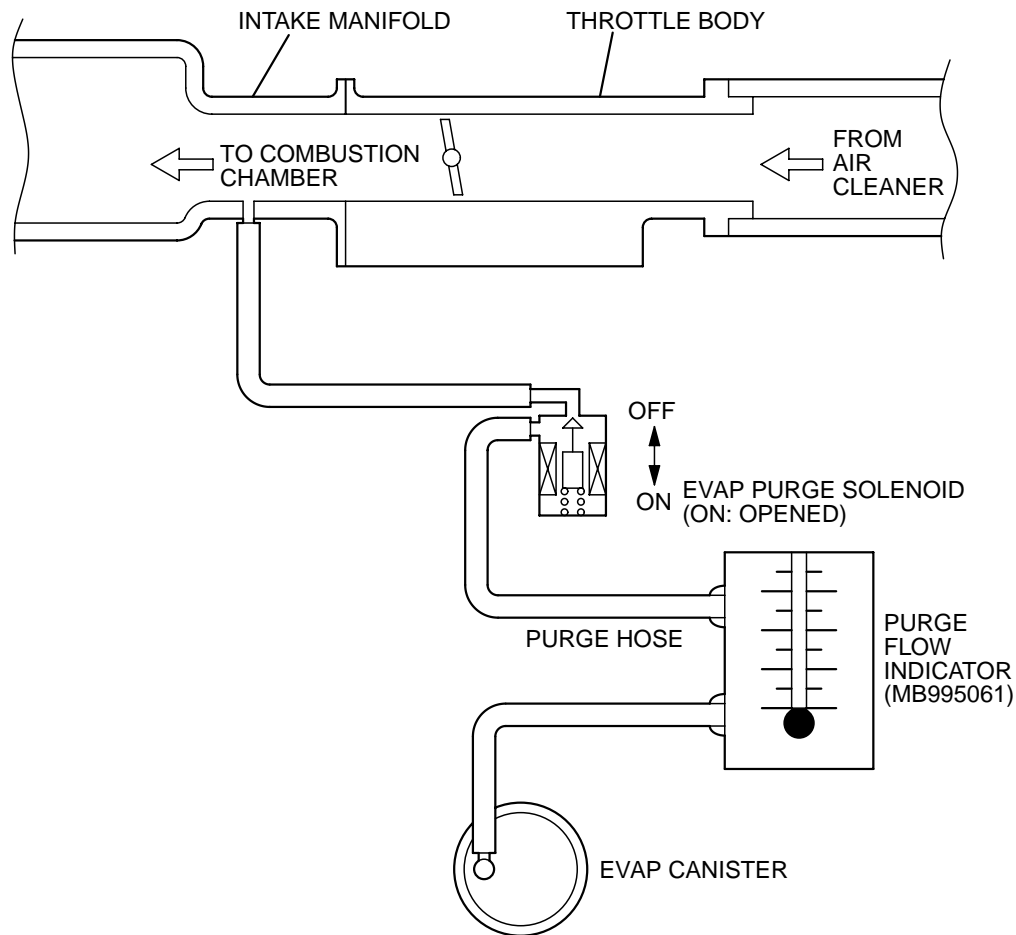 INTAKE MANIFOLD
THROTTLE BODY
TO COMBUSTION
CHAMBER
FROM
AIR
CLEANER
OFF
ON
EVAP PURGE SOLENOID
(ON: OPENED)
PURGE HOSE
PURGE
FLOW
INDICATOR
(MB995061)
EVAP CANISTER